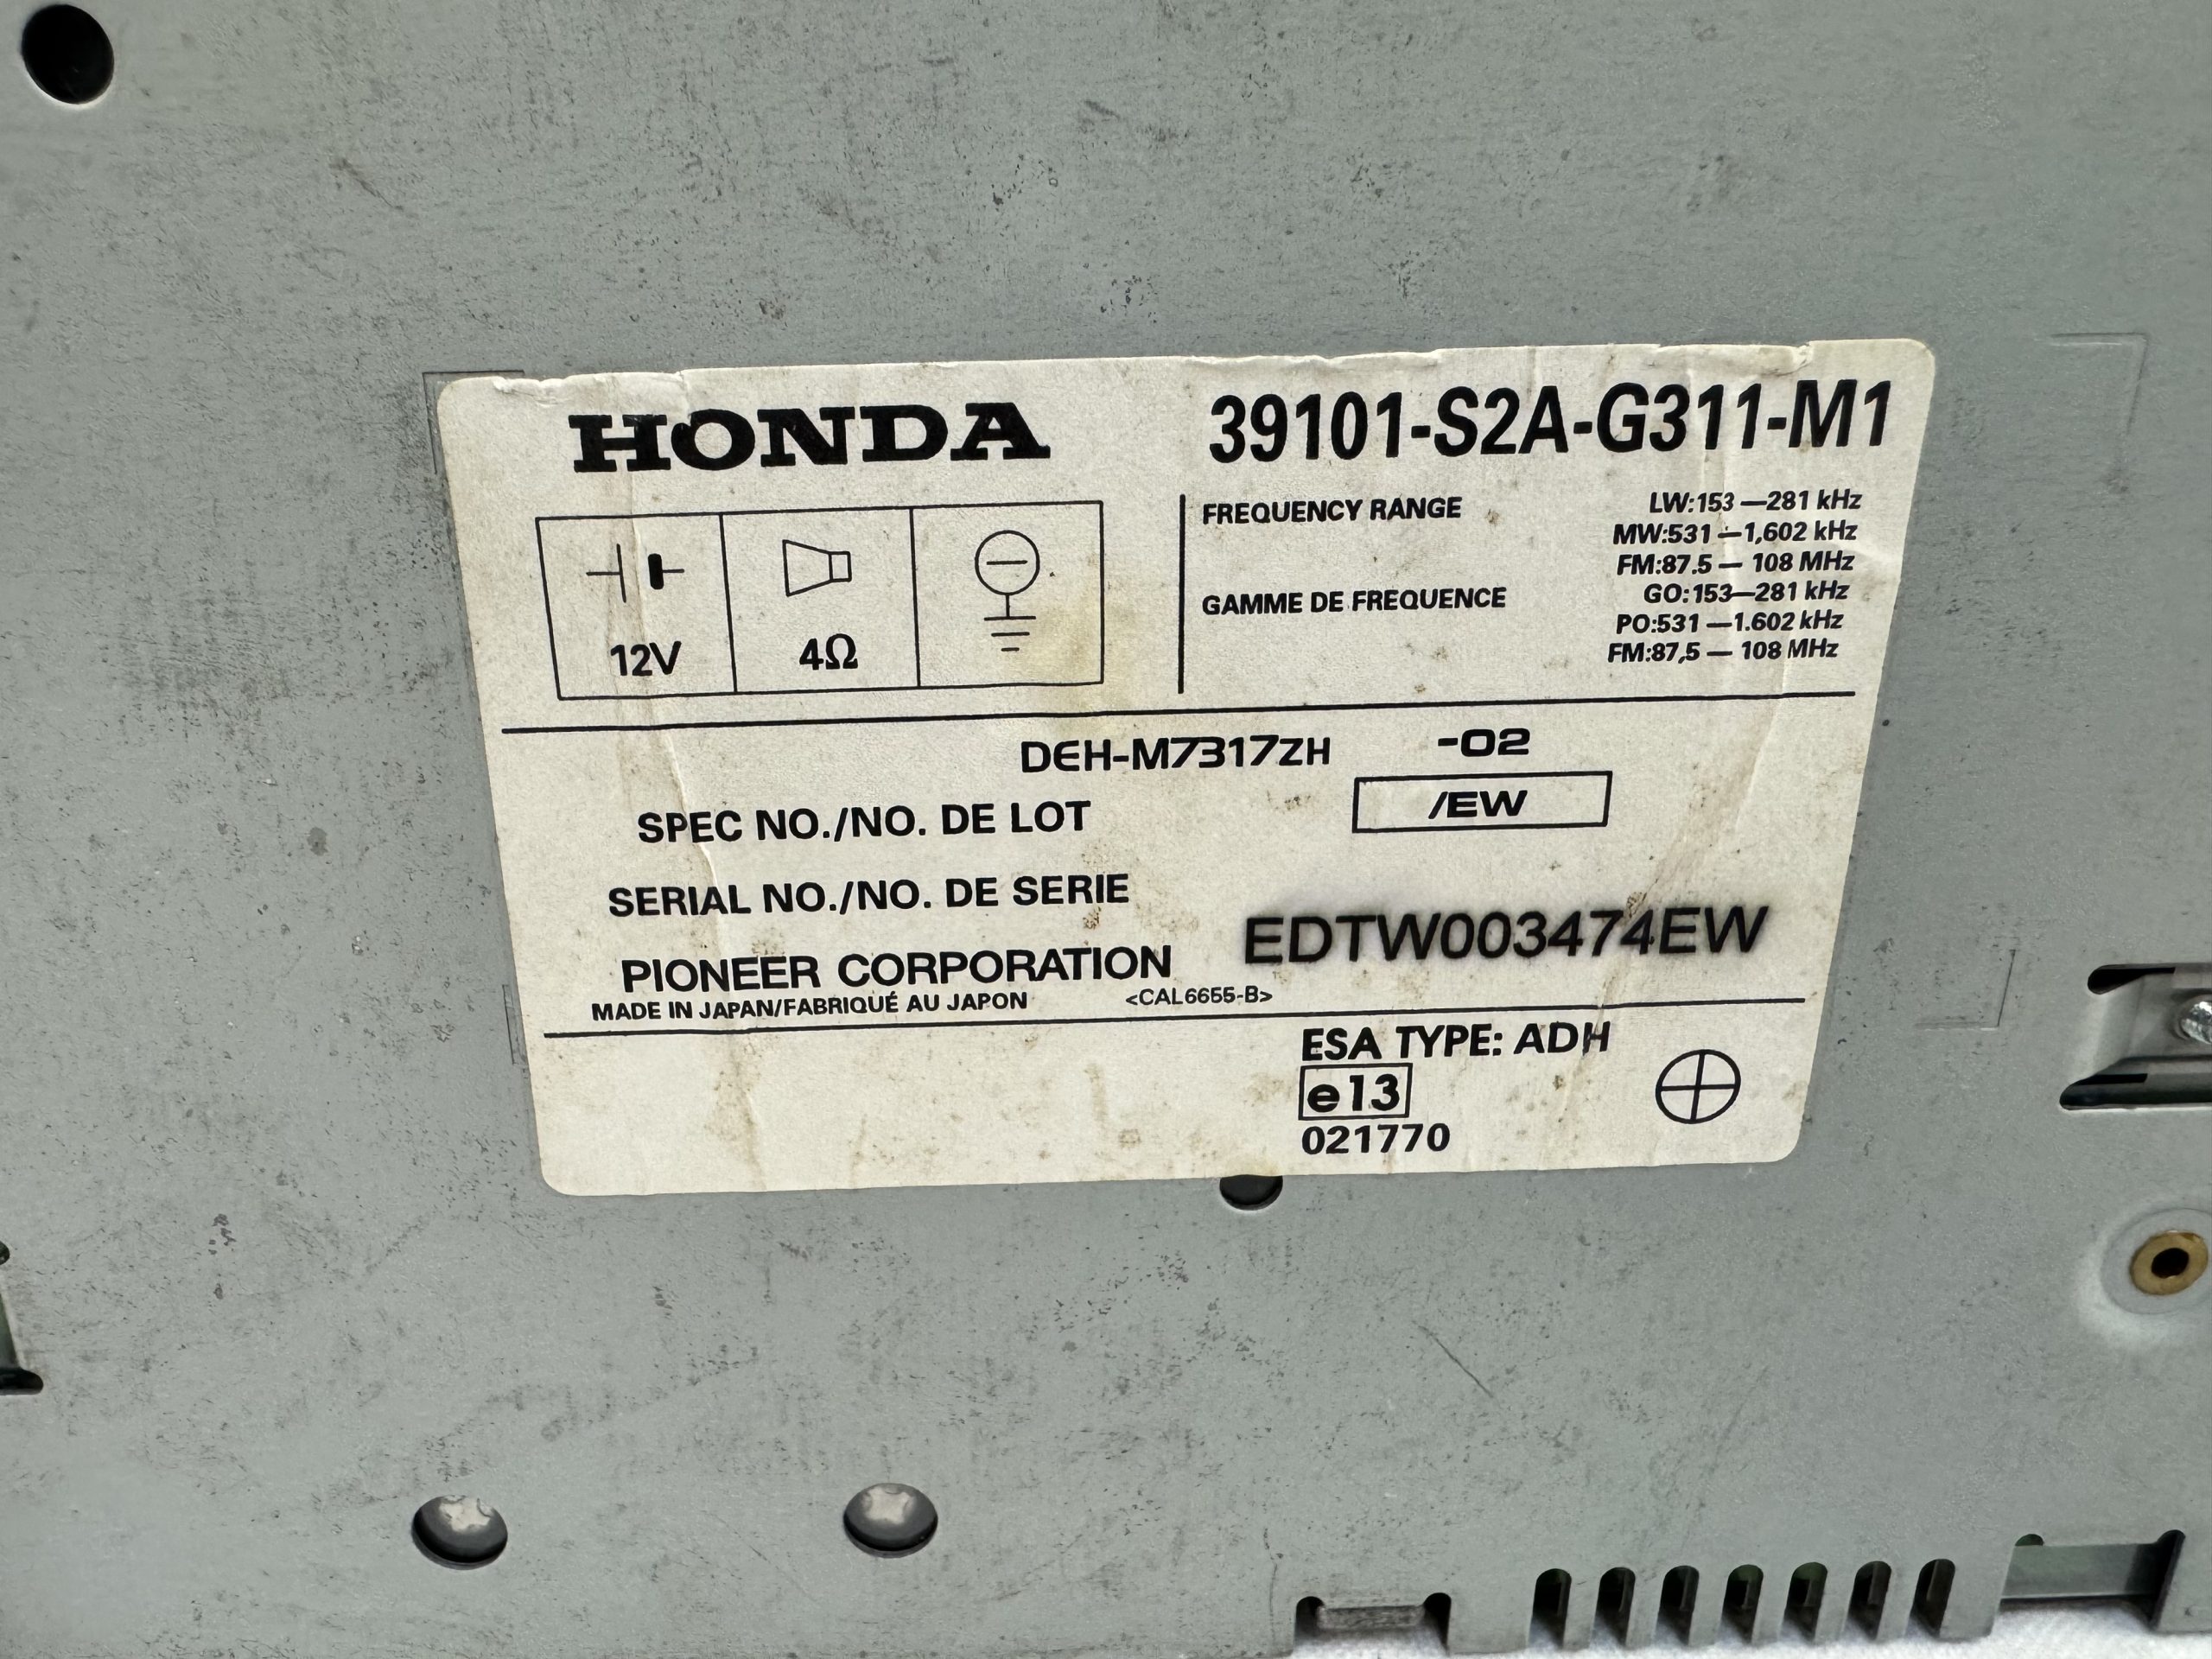 HONDA
39101-S2A-G311-M1
12V
4Ω
FREQUENCY RANGE
LW:153 —281 kHz
MW:531 —1,602 kHz
FM:87.5 — 108 MHz
GAMME DE FREQUENCE
GO:153—281 kHz
PO:531 —1.602 kHz
FM:87,5 — 108 MHz
DEH-M7317ZH -02
SPEC NO./NO. DE LOT /EW
SERIAL NO./NO. DE SERIE
EDTW003474EW
PIONEER CORPORATION
MADE IN JAPAN/FABRIQUÉ AU JAPON <CAL6655-B>
ESA TYPE: ADH
e13
021770